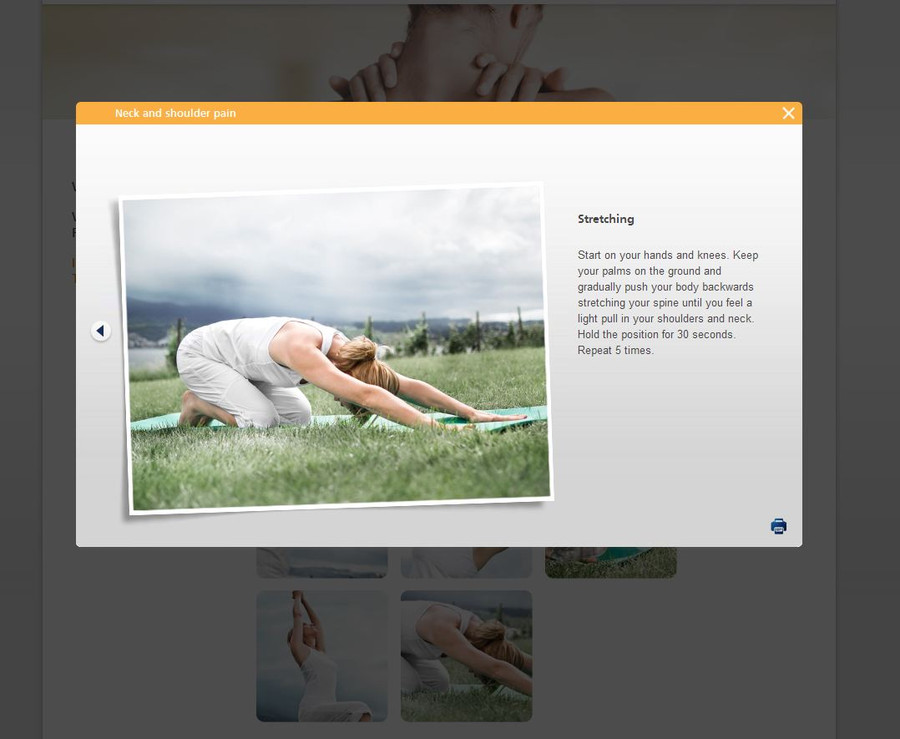 Neck and shoulder pain
Stretching
Start on your hands and knees. Keep
your palms on the ground and
gradually push your body backwards
stretching your spine until you feel a
light pull in your shoulders and neck.
Hold the position for 30 seconds.
Repeat 5 times.